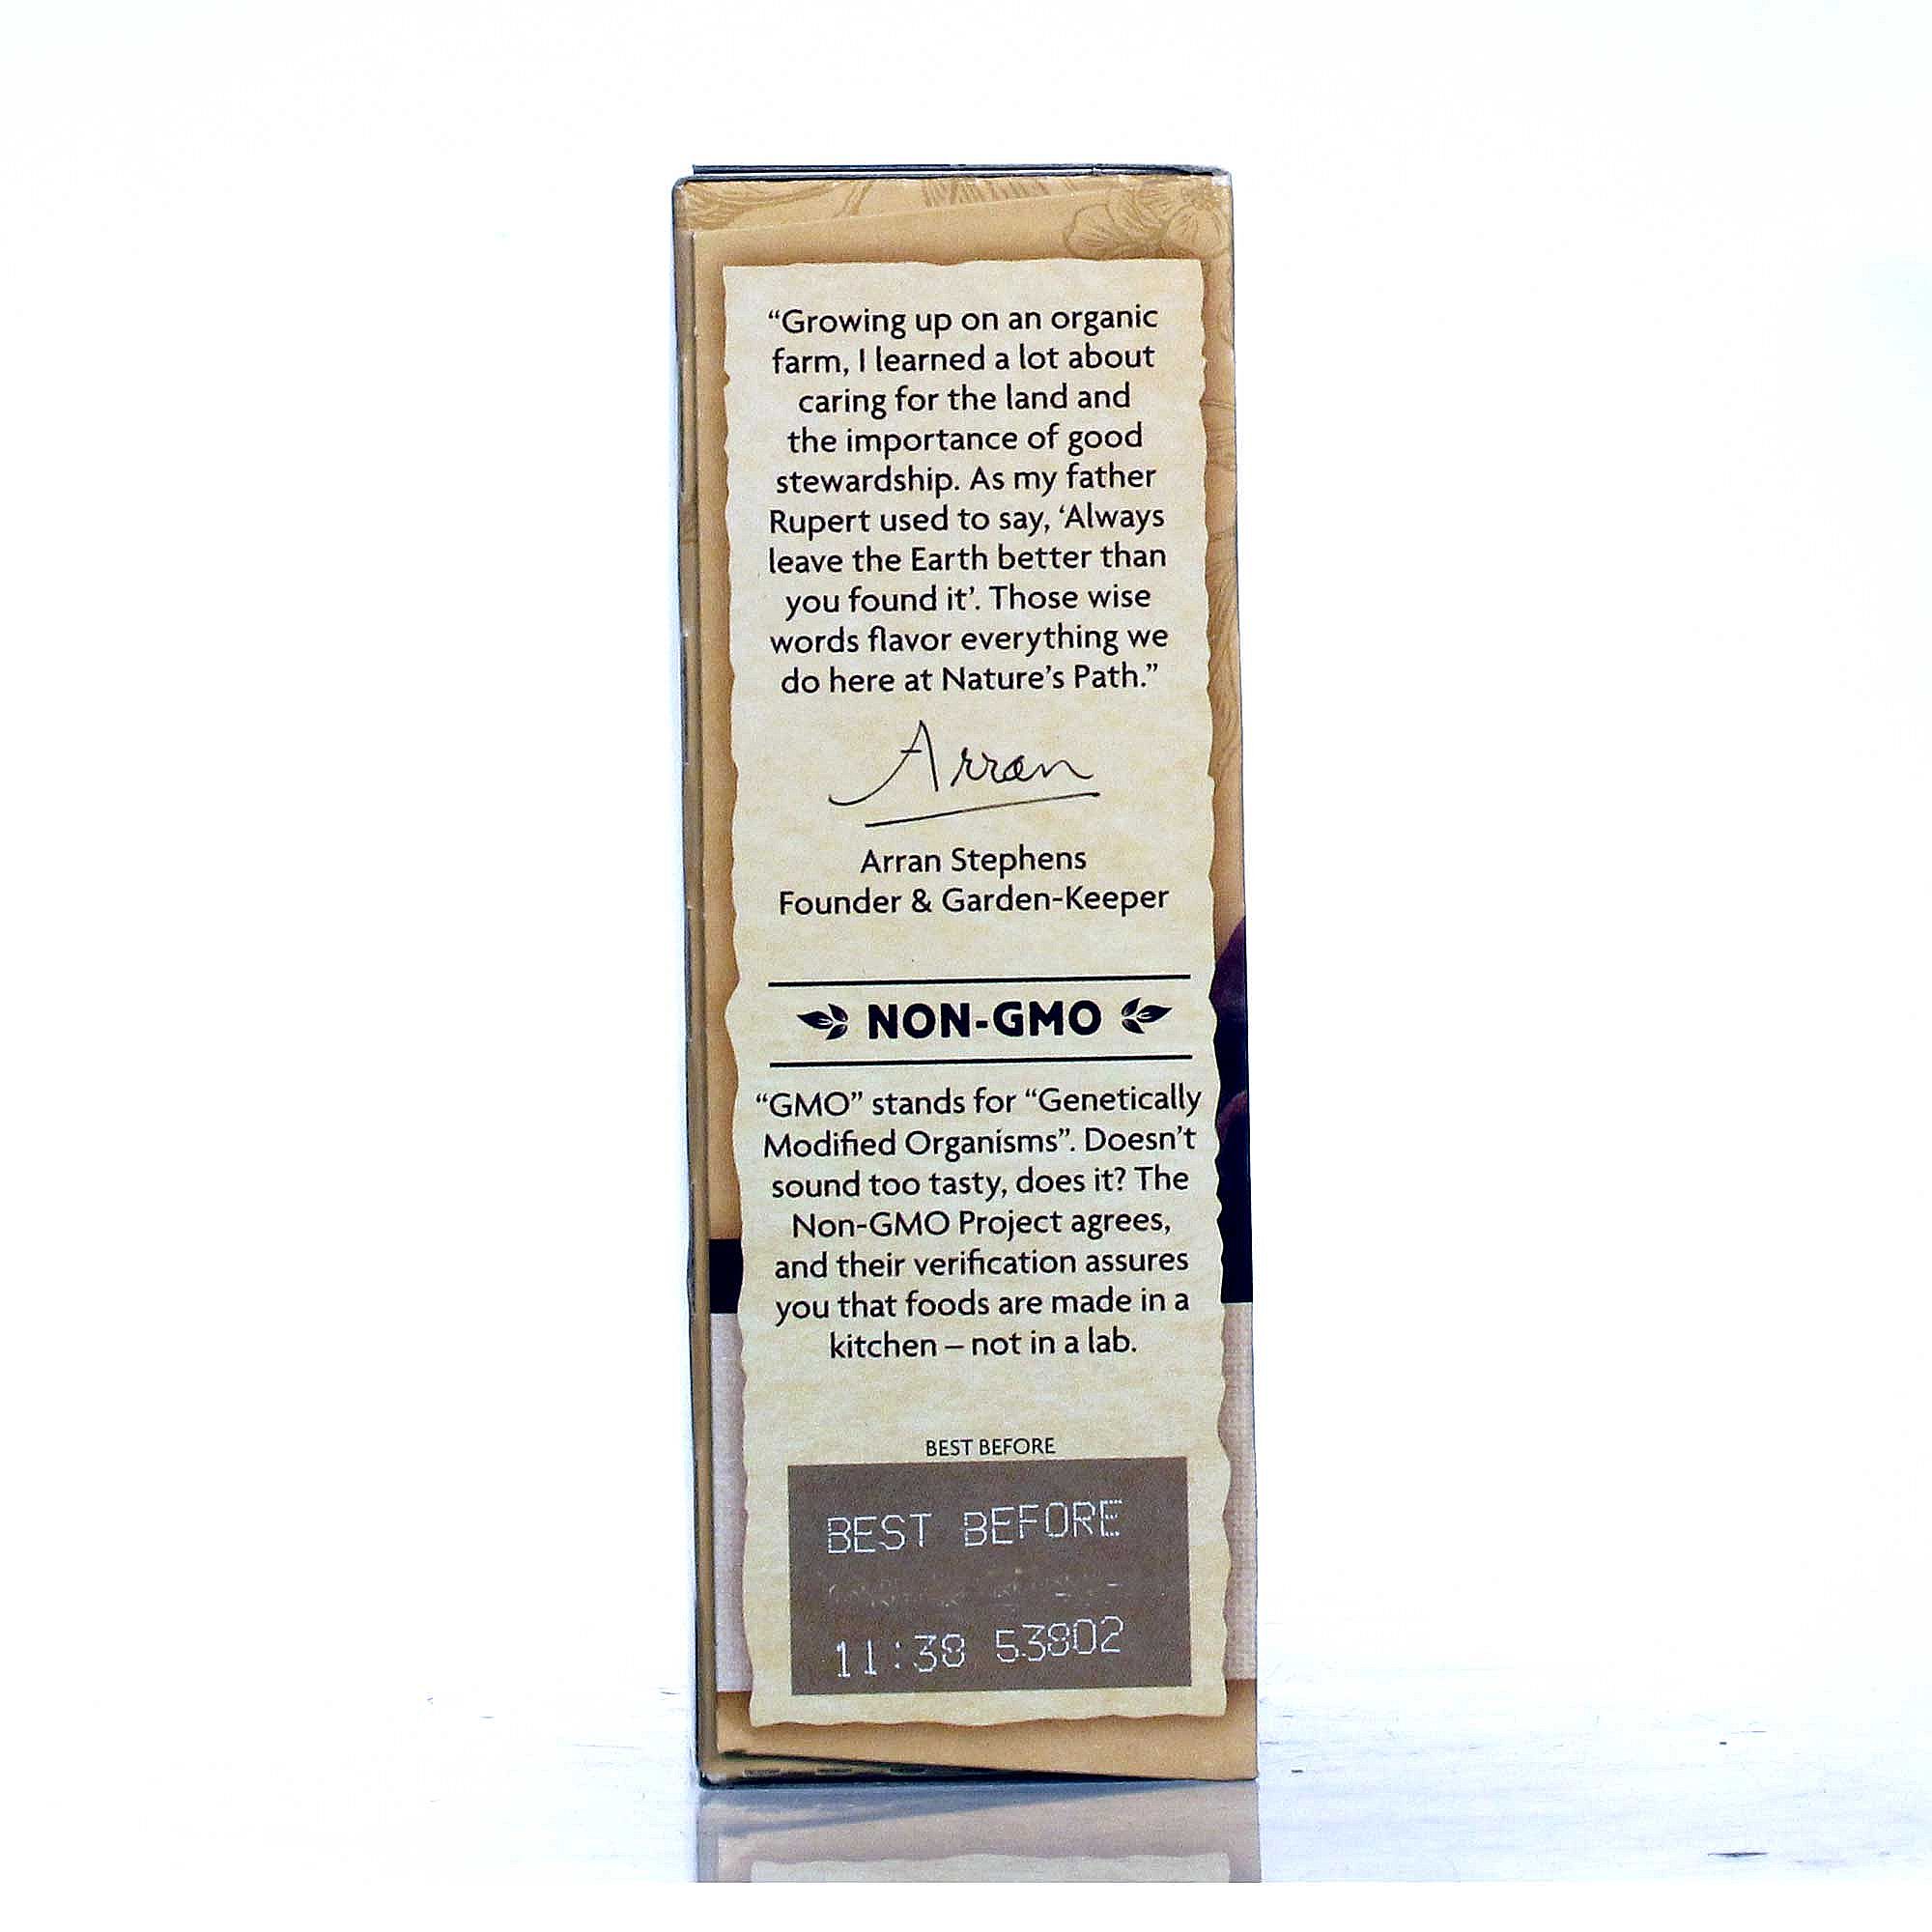 “Growing up on an organic
farm, I learned a lot about
caring for the land and
the importance of good
stewardship. As my father
Rupert used to say, ‘Always
leave the Earth better than
you found it’. Those wise
words flavor everything we
do here at Nature’s Path.”
Arran
Arran Stephens
Founder & Garden-Keeper
NON-GMO
“GMO” stands for “Genetically
Modified Organisms”. Doesn’t
sound too tasty, does it? The
Non-GMO Project agrees,
and their verification assures
you that foods are made in a
kitchen – not in a lab.
BEST BEFORE
BEST BEFORE
11:38 53802